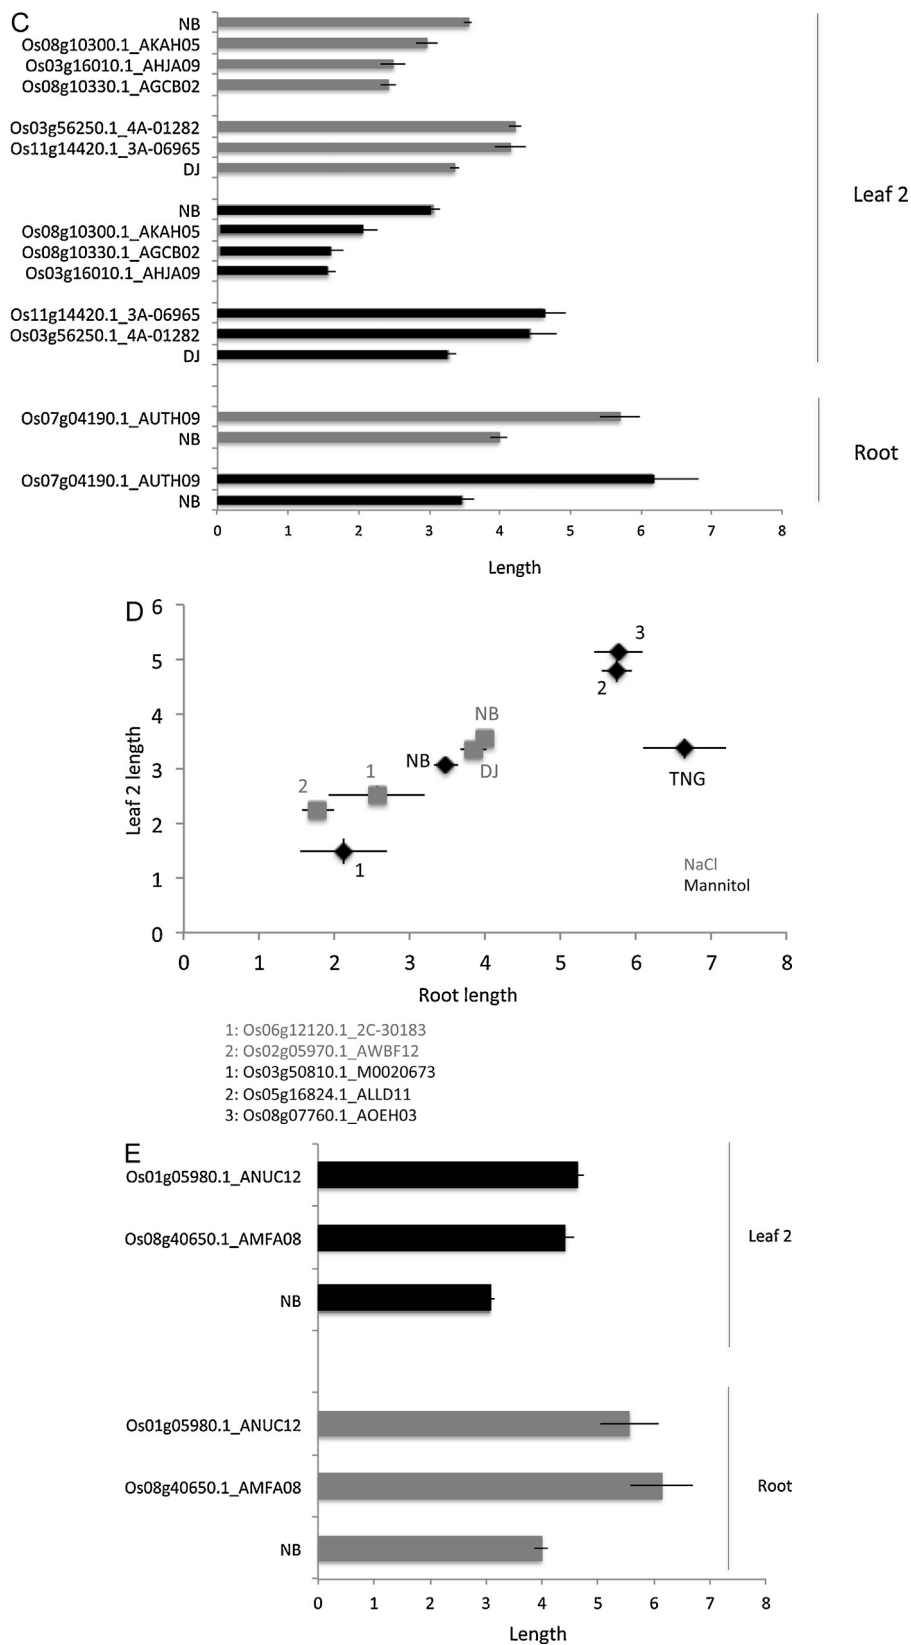 C
NB
Os08g10300.1_AKAH05
Os03g16010.1_AHJA09
Os08g10330.1_AGCB02
Os03g56250.1_4A-01282
Os11g14420.1_3A-06965
DJ
NB
Os08g10300.1_AKAH05
Os08g10330.1_AGCB02
Os03g16010.1_AHJA09
Os11g14420.1_3A-06965
Os03g56250.1_4A-01282
DJ
Leaf 2
Os07g04190.1_AUTH09
NB
Os07g04190.1_AUTH09
NB
Root
0 1 2 3 4 5 6 7 8
Length
D
6
5
4
3
2
1
0
Leaf 2 length
3
2
NB
NB
DJ
TNG
1
2
1
NaCl
Mannitol
0 1 2 3 4 5 6 7 8
Root length
1: Os06g12120.1_2C-30183
2: Os02g05970.1_AWBF12
1: Os03g50810.1_M0020673
2: Os05g16824.1_ALLD11
3: Os08g07760.1_AOEH03
E
Os01g05980.1_ANUC12
Os08g40650.1_AMFA08
NB
Leaf 2
Os01g05980.1_ANUC12
Os08g40650.1_AMFA08
NB
Root
0 1 2 3 4 5 6 7 8
Length